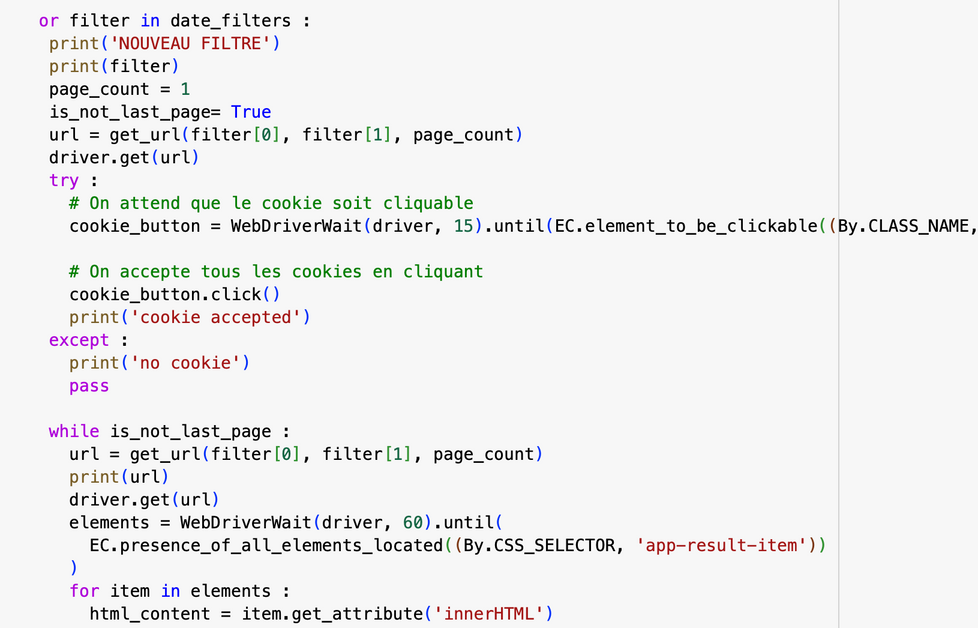 or filter in date_filters :
print('NOUVEAU FILTRE')
print(filter)
page_count = 1
is_not_last_page= True
url = get_url(filter[0], filter[1], page_count)
driver.get(url)
try :
# On attend que le cookie soit cliquable
cookie_button = WebDriverWait(driver, 15).until(EC.element_to_be_clickable((By.CLASS_NAME,
# On accepte tous les cookies en cliquant
cookie_button.click()
print('cookie accepted')
except :
print('no cookie')
pass
while is_not_last_page :
url = get_url(filter[0], filter[1], page_count)
print(url)
driver.get(url)
elements = WebDriverWait(driver, 60).until(
EC.presence_of_all_elements_located((By.CSS_SELECTOR, 'app-result-item'))
)
for item in elements :
html_content = item.get_attribute('innerHTML')